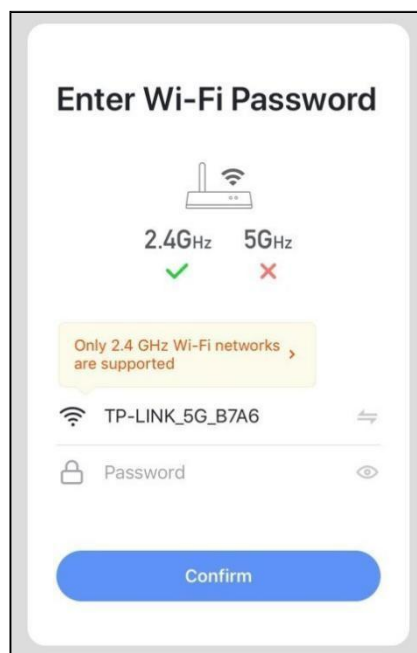 Enter Wi-Fi Password
2.4GHz 5GHz
Only 2.4 GHz Wi-Fi networks
are supported
TP-LINK_5G_B7A6
Password
Confirm